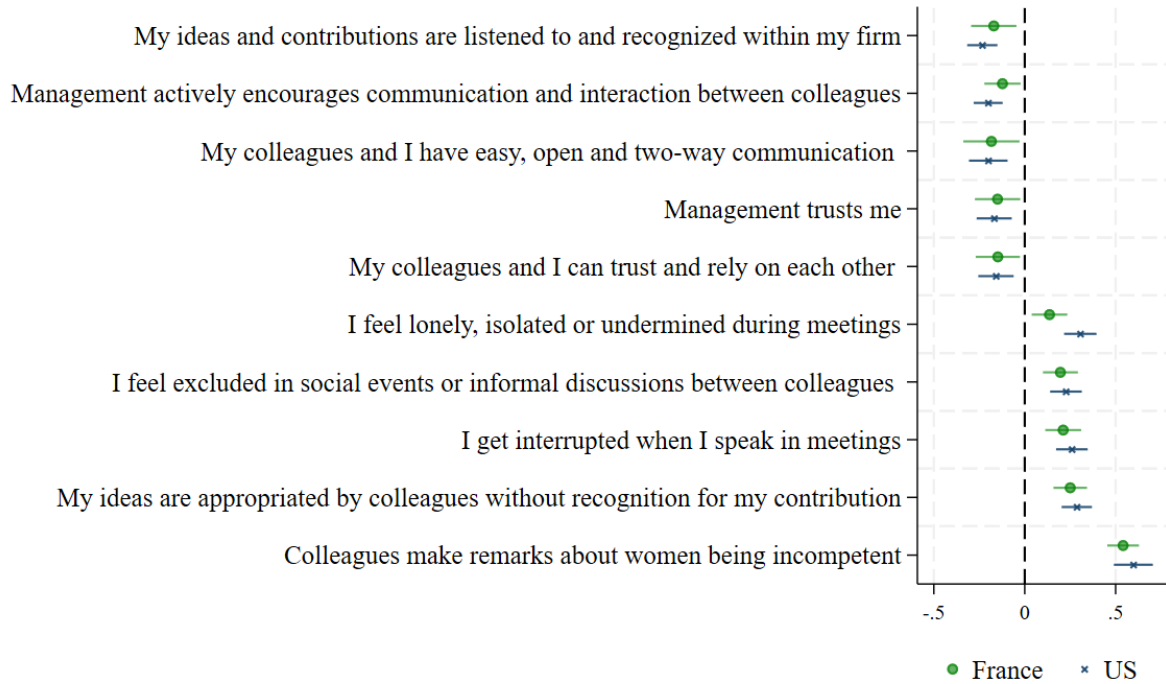 My ideas and contributions are listened to and recognized within my firm
Management actively encourages communication and interaction between colleagues
My colleagues and I have easy, open and two-way communication
Management trusts me
My colleagues and I can trust and rely on each other
I feel lonely, isolated or undermined during meetings
I feel excluded in social events or informal discussions between colleagues
I get interrupted when I speak in meetings
My ideas are appropriated by colleagues without recognition for my contribution
Colleagues make remarks about women being incompetent
-.5 0 .5
France US